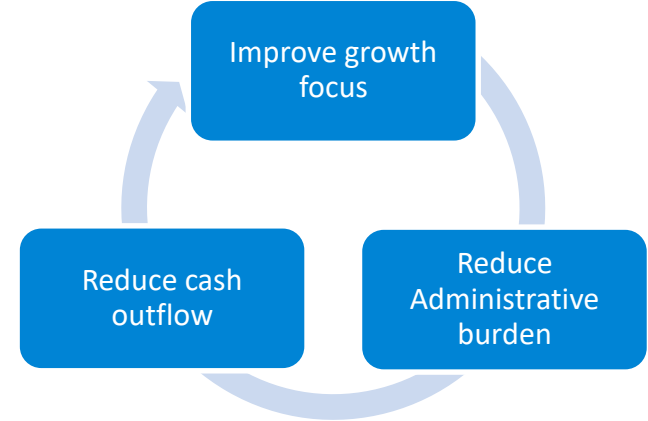 Improve growth
focus
Reduce
Administrative
burden
Reduce cash
outflow